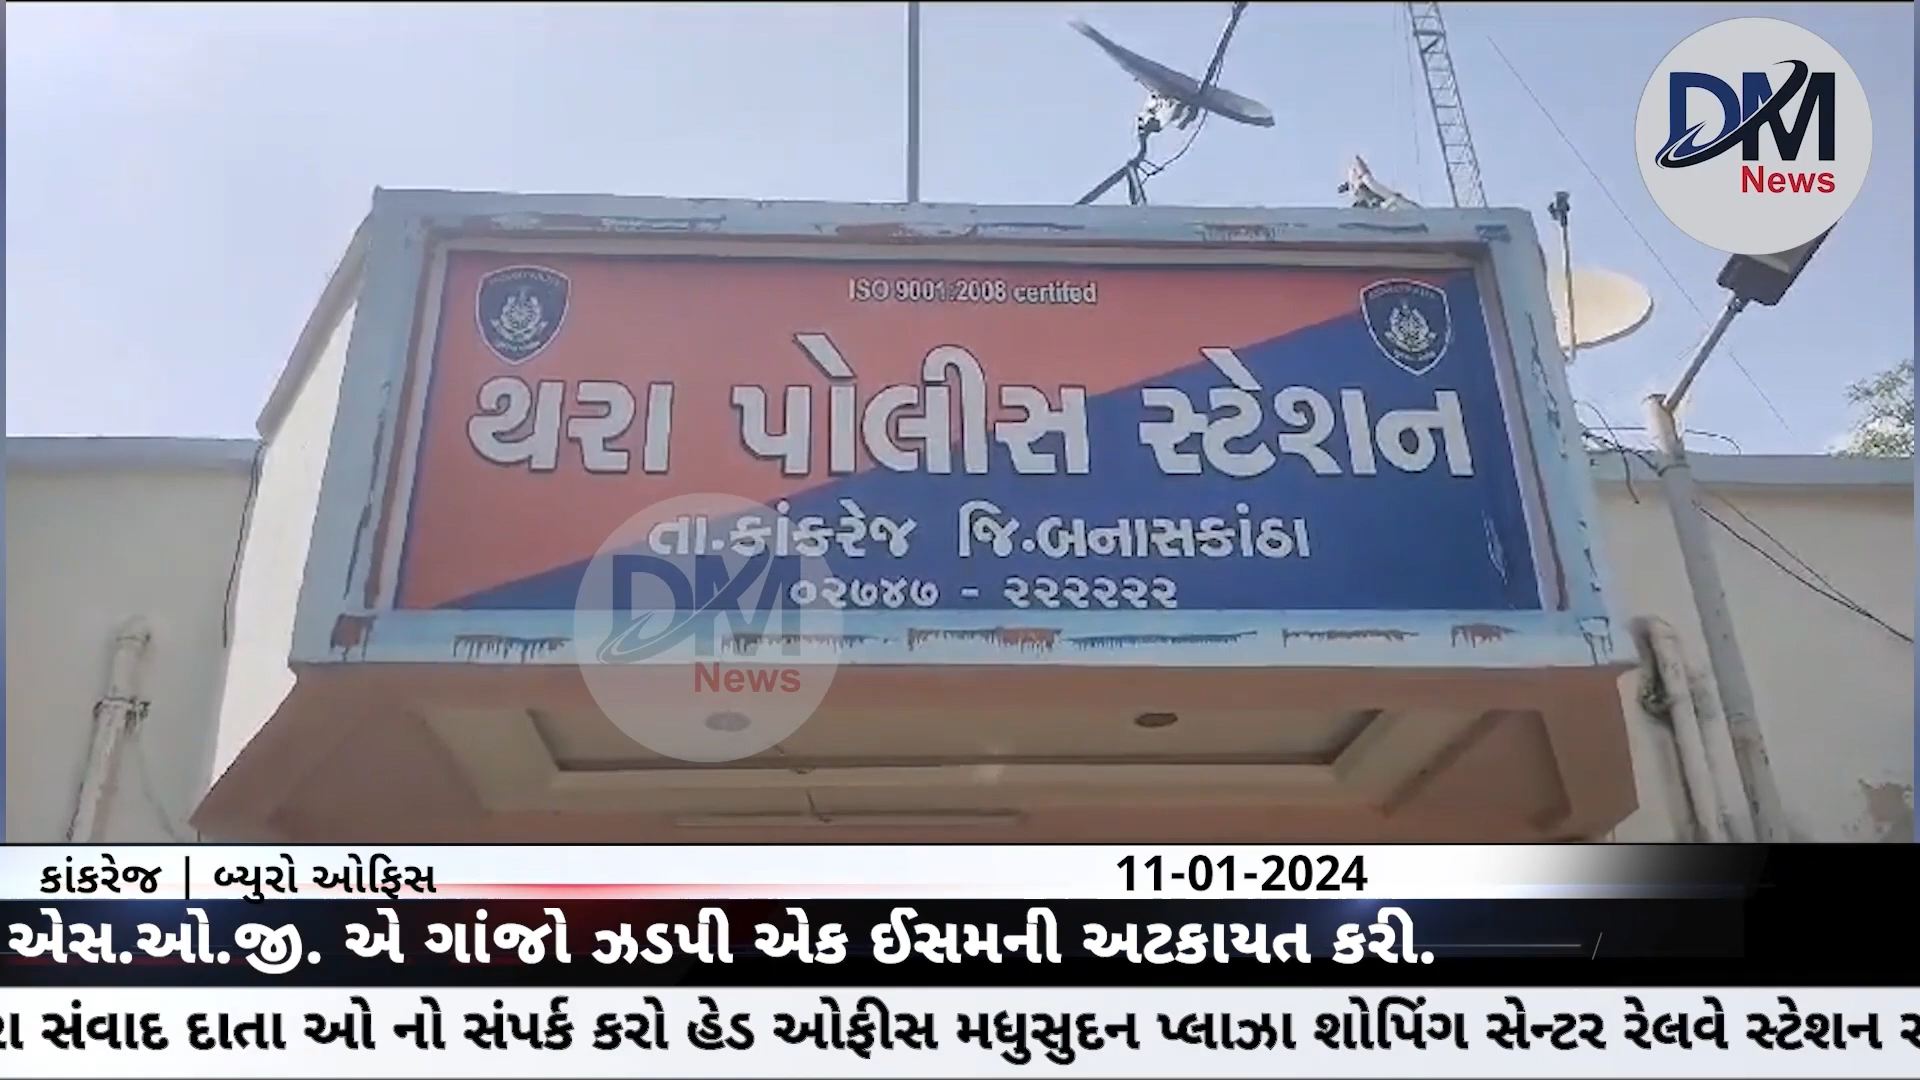 DM
News
ISO 9001:2008 certifed
થરા પોલીસ સ્ટેશન
તા.કાંકરેજ જિ.બનાસકાંઠા
૦૨૭૪૭ - ૨૨૨૨૨૨
DM
News
કાંકરેજ | બ્યુરો ઓફિસ
11-01-2024
એસ.ઓ.જી. એ ગાંજો ઝડપી એક ઈસમની અટકાયત કરી.
સંવાદ દાતા ઓ નો સંપર્ક કરો હેડ ઓફીસ મધુસુદન પ્લાઝા શોપિંગ સેન્ટર રેલવે સ્ટેશન